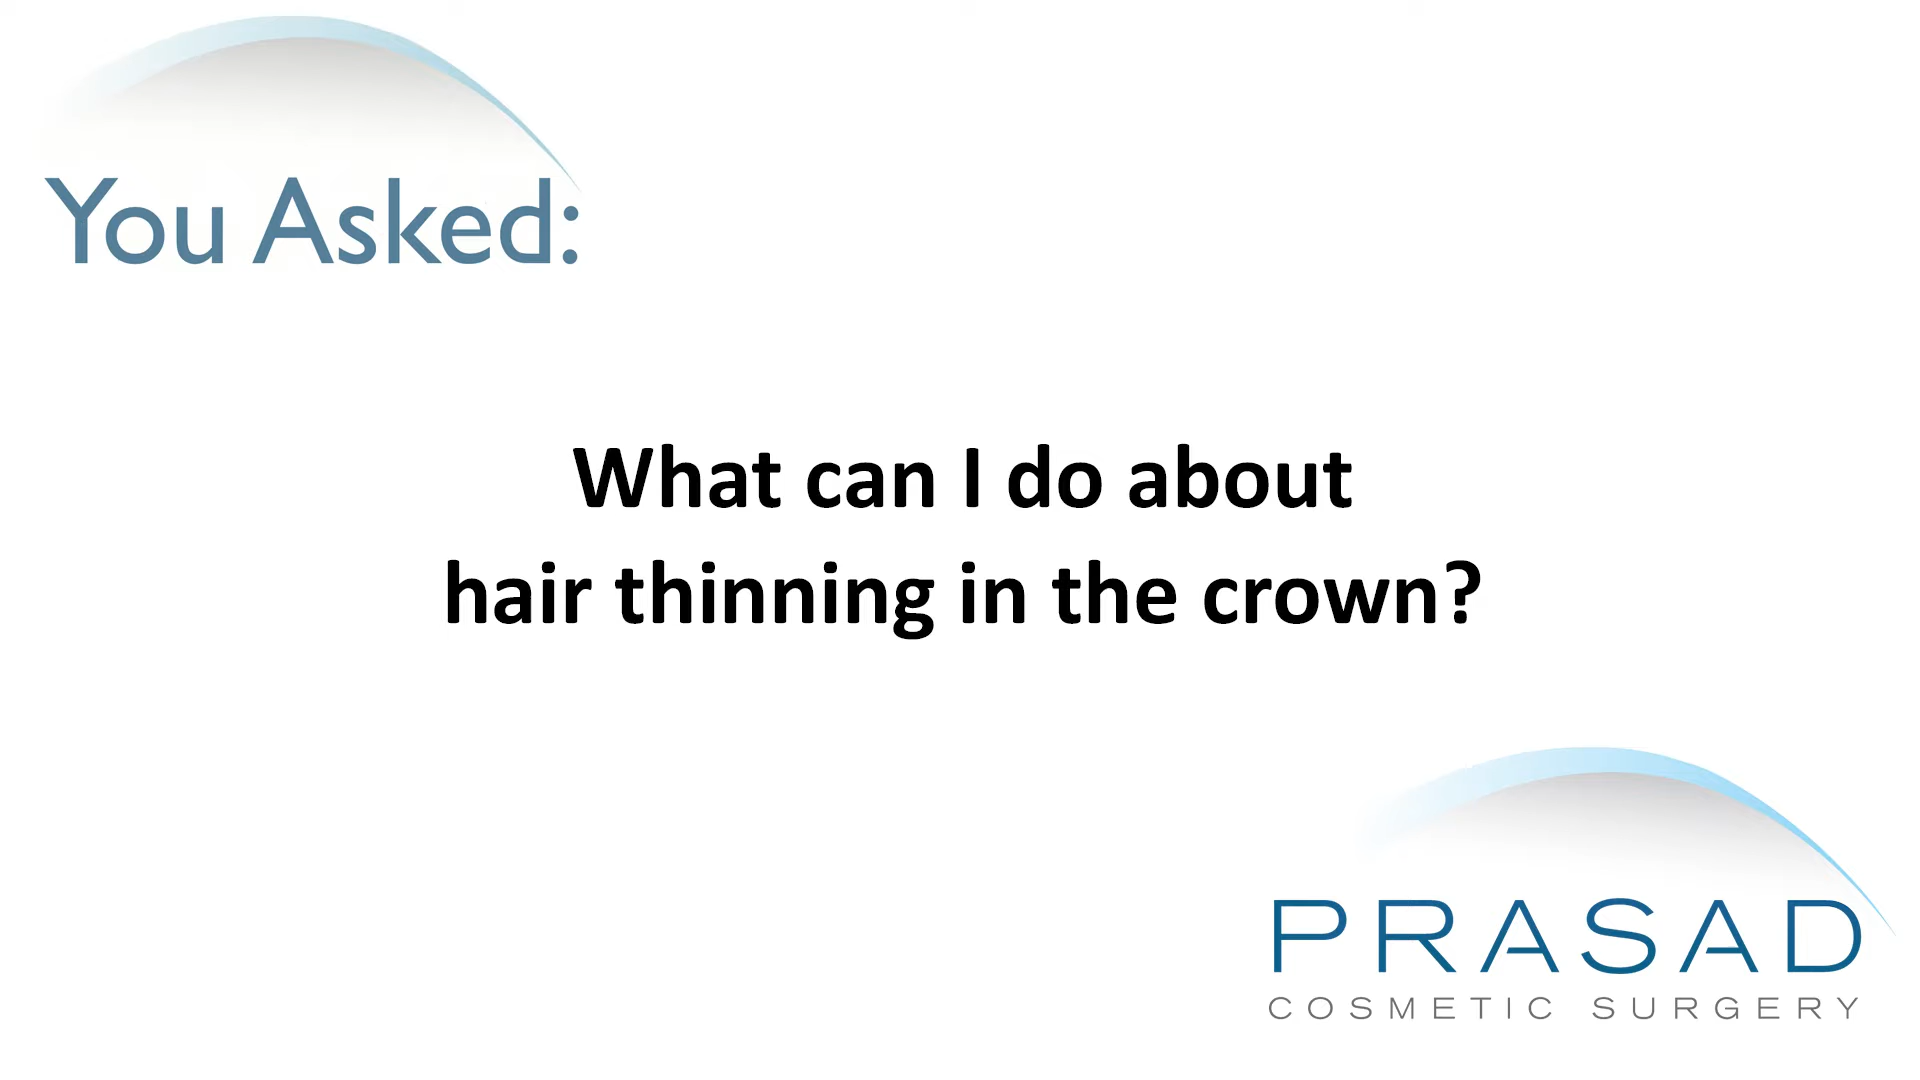 You Asked:
What can I do about
hair thinning in the crown?
PRASAD
COSMETIC SURGERY